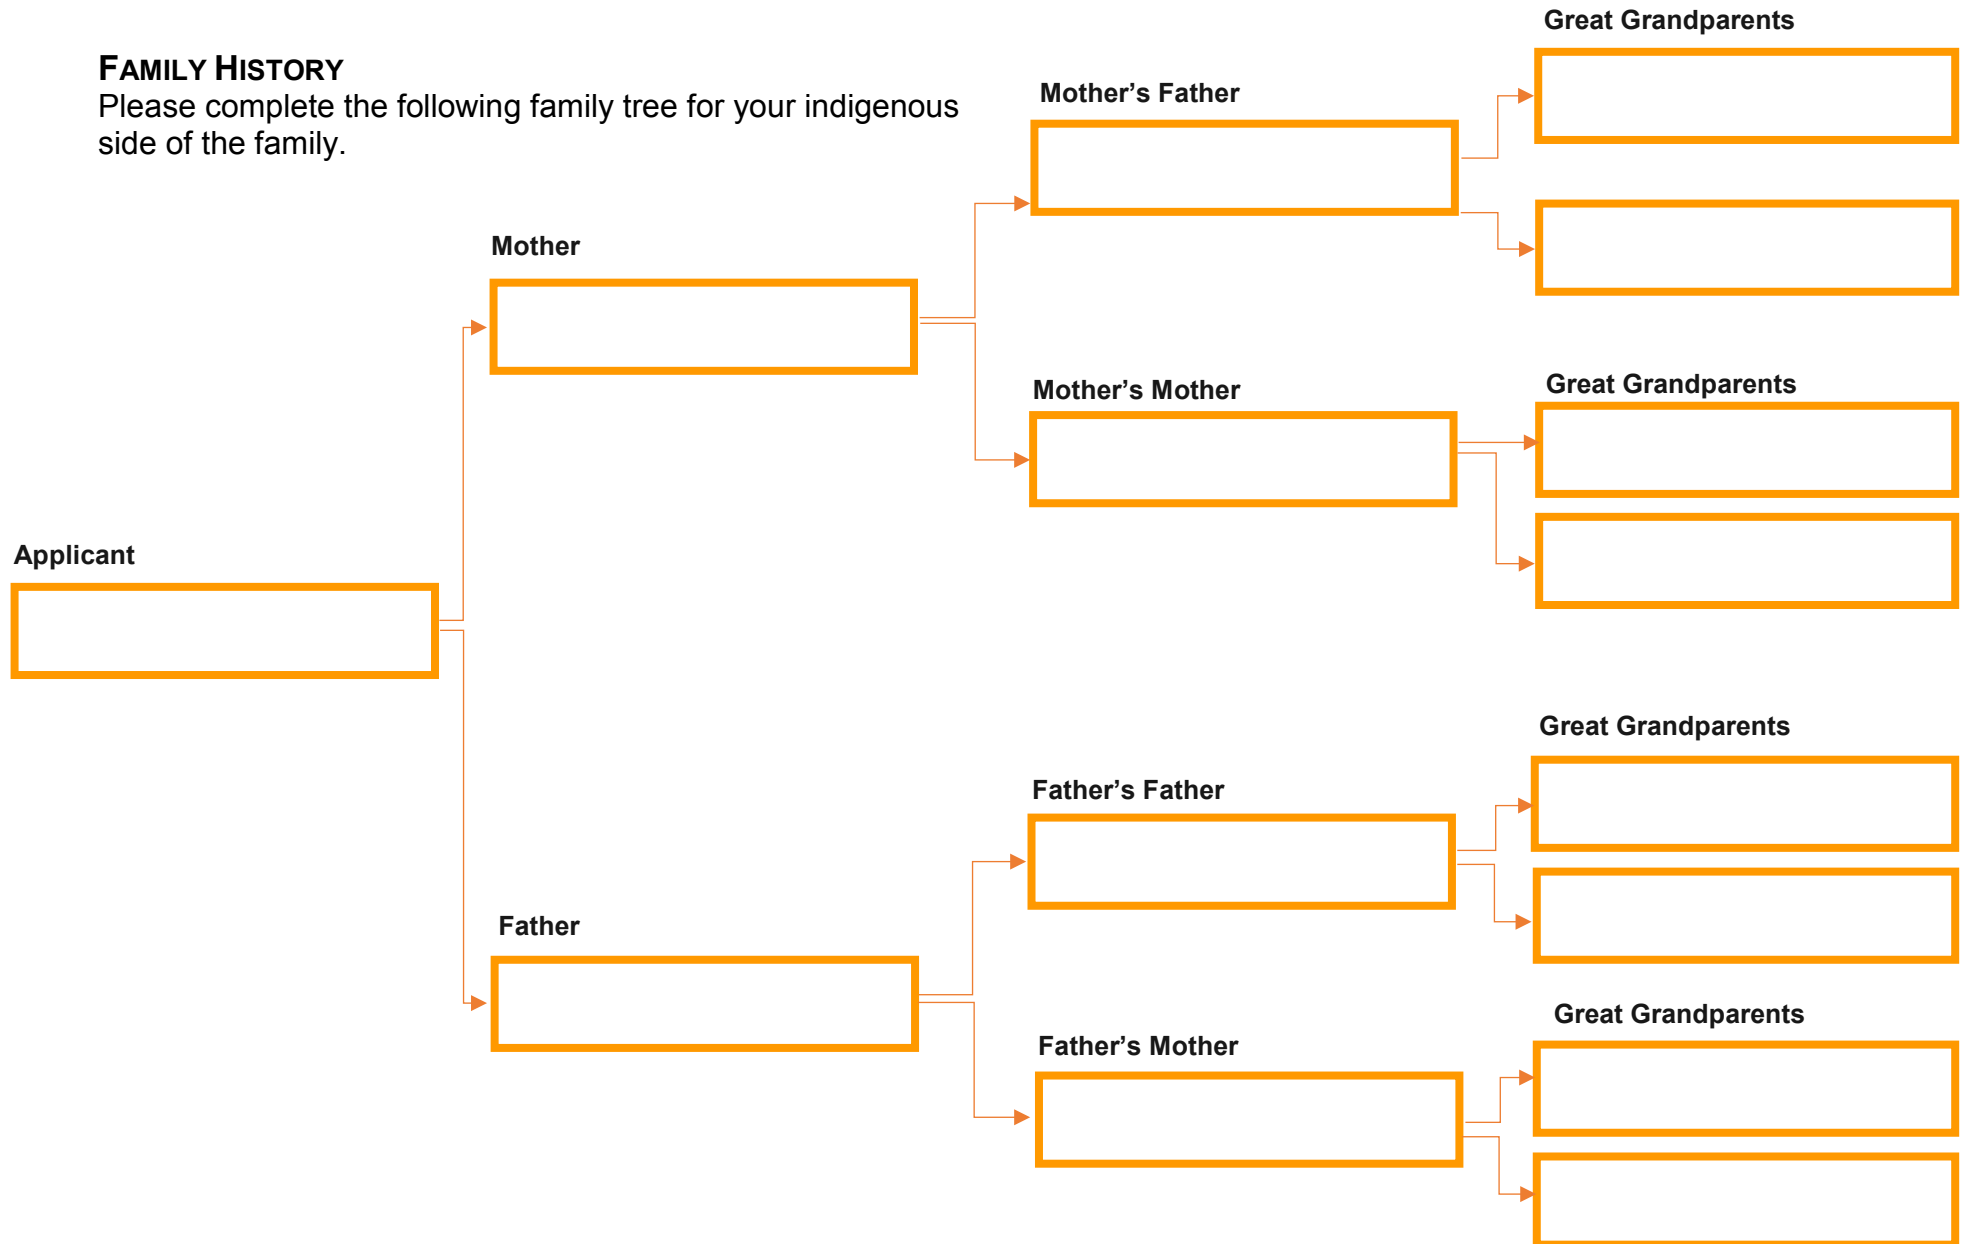 Great Grandparents
FAMILY HISTORY
Please complete the following family tree for your indigenous
side of the family.
Mother’s Father
Mother
Mother’s Mother
Great Grandparents
Applicant
Great Grandparents
Father’s Father
Father
Great Grandparents
Father’s Mother